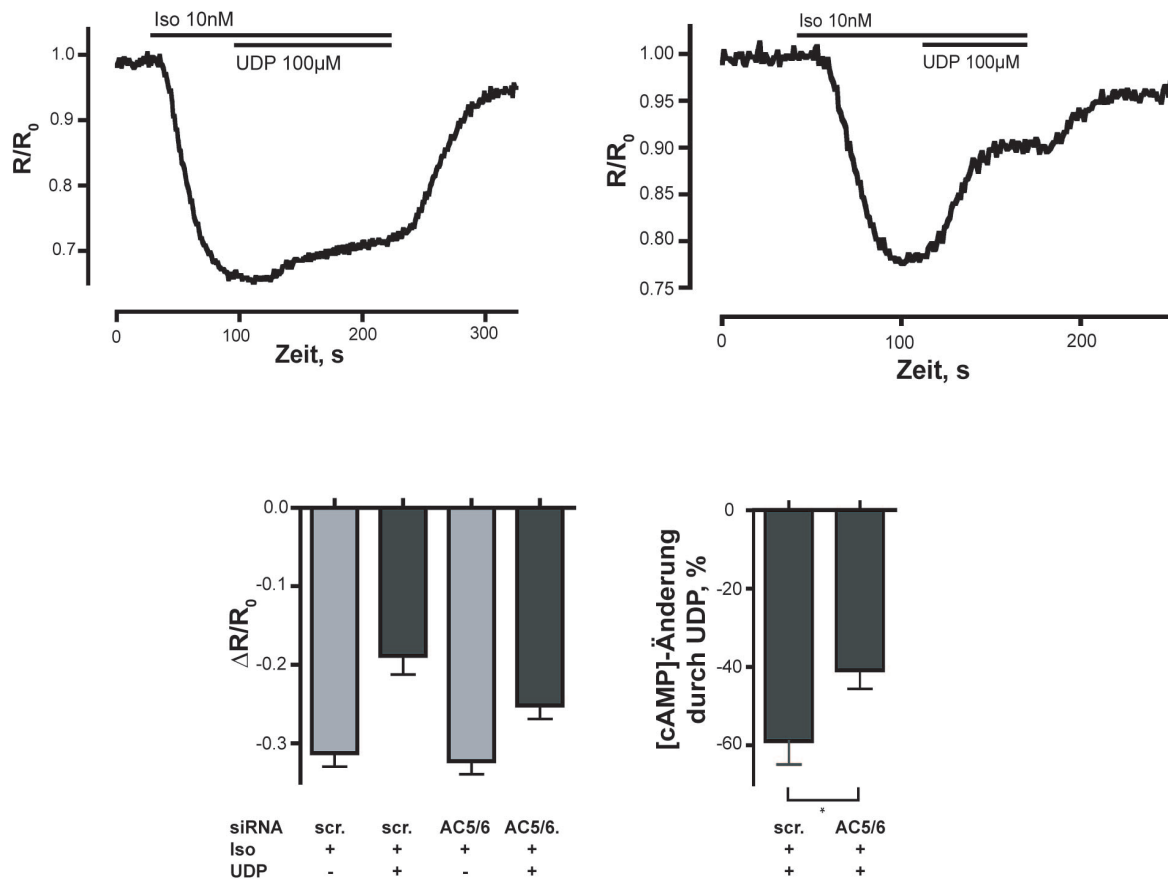 Iso 10nM
UDP 100µM
1.0
0.9
0.8
0.7
R/R0
0 100 200 300
Zeit, s
Iso 10nM
UDP 100µM
1.00
0.95
0.90
0.85
0.80
0.75
R/R0
0 100 200
Zeit, s
0.0
-0.1
-0.2
-0.3
ΔR/R0
siRNA scr. scr. AC5/6 AC5/6.
Iso + + + +
UDP - + - +
0
-20
-40
-60
[cAMP]-Änderung
durch UDP, %
*
scr. AC5/6
+ +
+ +